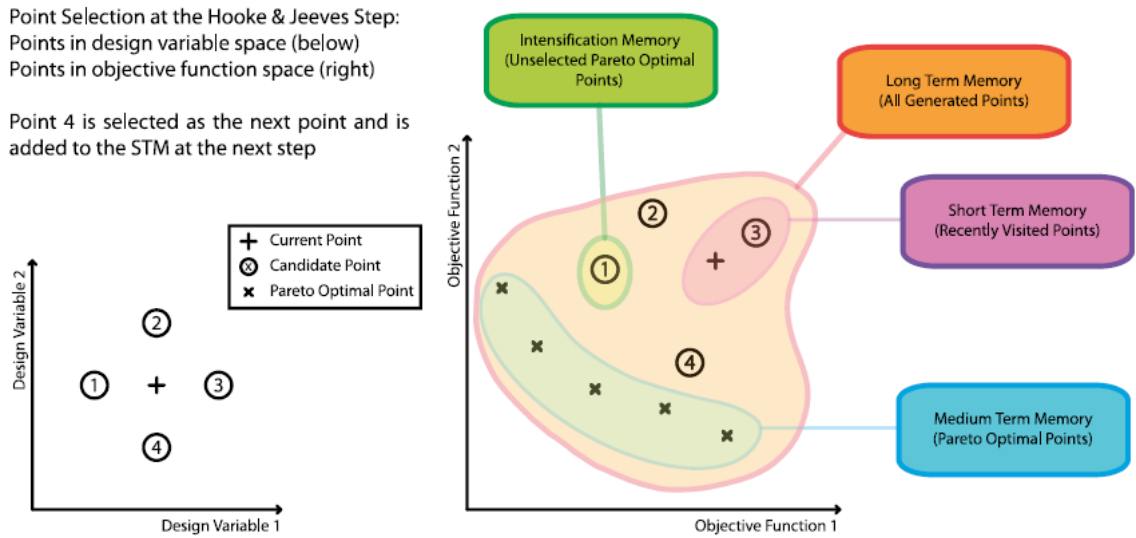 Point Selection at the Hooke & Jeeves Step:
Points in design variable space (below)
Points in objective function space (right)
Point 4 is selected as the next point and is
added to the STM at the next step
Intensification Memory
(Unselected Pareto Optimal
Points)
Long Term Memory
(All Generated Points)
Short Term Memory
(Recently Visited Points)
Medium Term Memory
(Pareto Optimal Points)
Current Point
x Candidate Point
Pareto Optimal Point
Design Variable 2
2
1
3
4
Design Variable 1
Objective Function 2
2
3
1
4
Objective Function 1